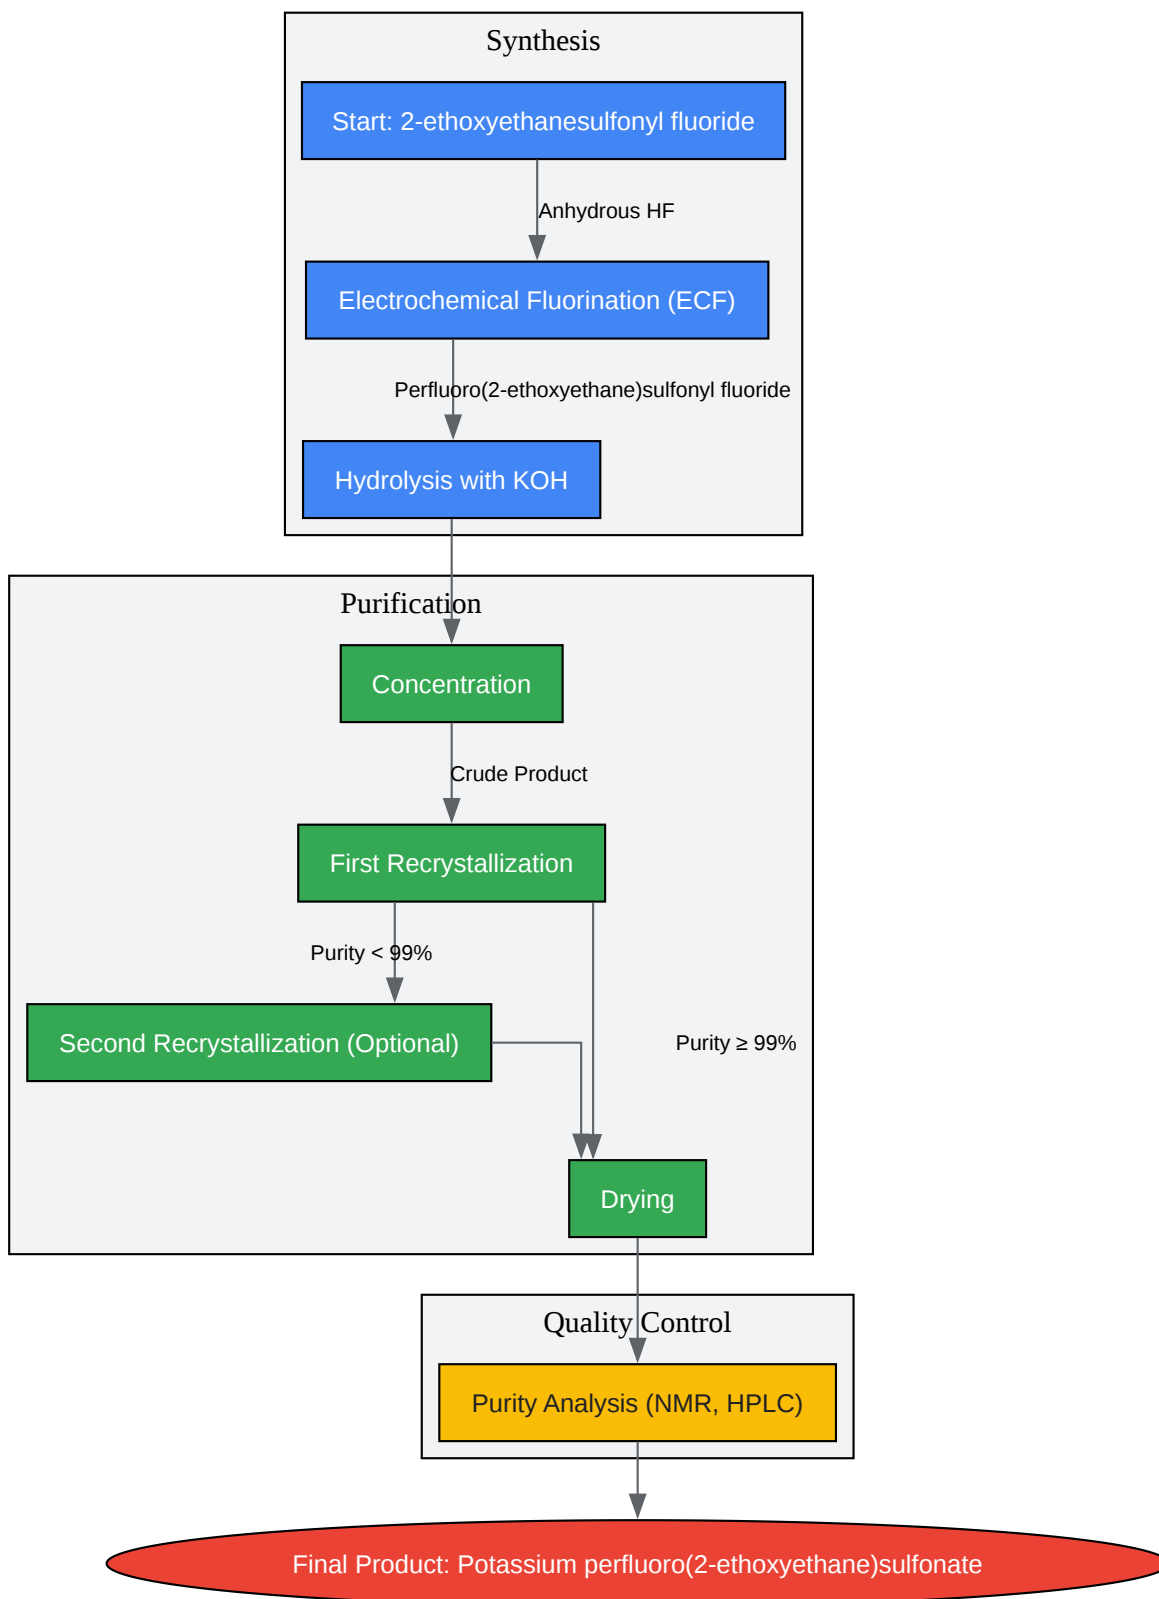 Synthesis
Start: 2-ethoxyethanesulfonyl fluoride
Anhydrous HF
Electrochemical Fluorination (ECF)
Perfluoro(2-ethoxyethane)sulfonyl fluoride
Hydrolysis with KOH
Purification
Concentration
Crude Product
First Recrystallization
Purity < 99%
Second Recrystallization (Optional)
Purity ≥ 99%
Drying
Quality Control
Purity Analysis (NMR, HPLC)
Final Product: Potassium perfluoro(2-ethoxyethane)sulfonate